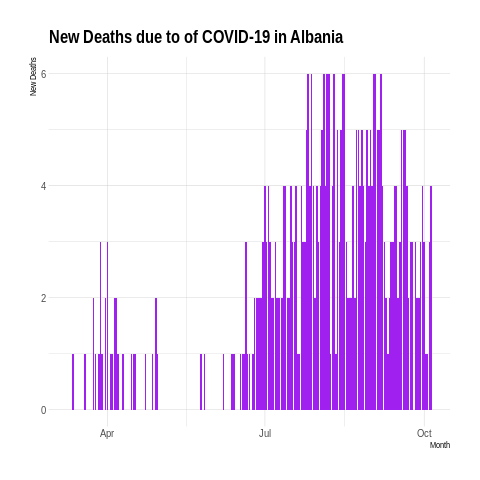 New Deaths due to of COVID-19 in Albania
New Deaths
6
4
2
0
Apr
Jul
Oct
Month